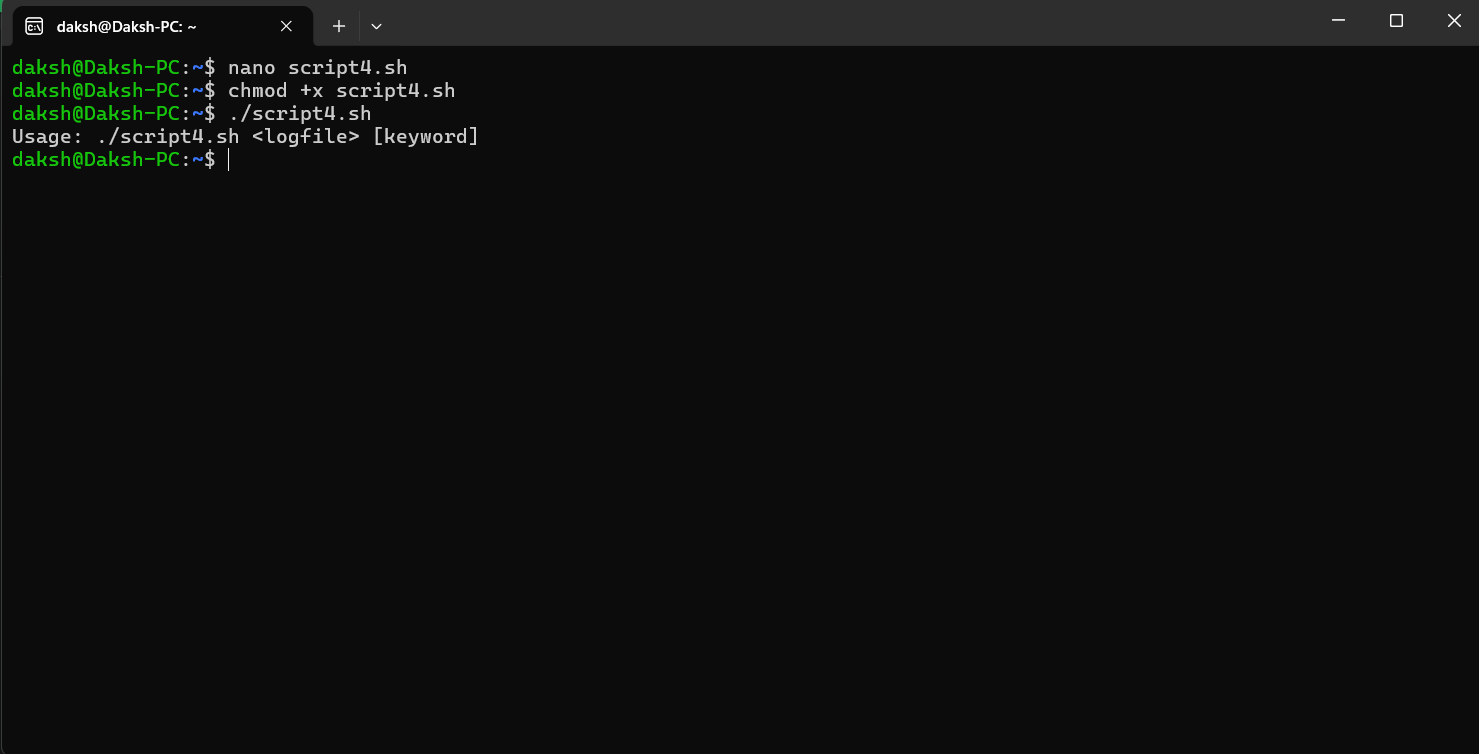 daksh@Daksh-PC: ~
daksh@Daksh-PC:~$ nano script4.sh
daksh@Daksh-PC:~$ chmod +x script4.sh
daksh@Daksh-PC:~$ ./script4.sh
Usage: ./script4.sh <logfile> [keyword]
daksh@Daksh-PC:~$